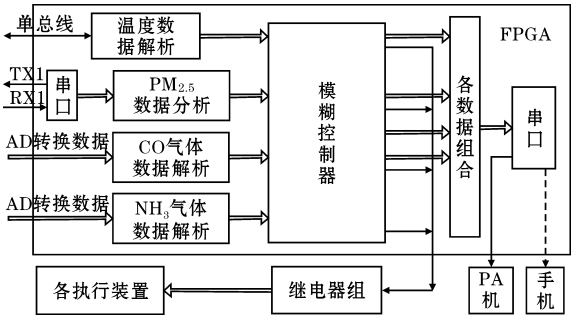 单总线
温度数
据解析
FPGA
TX1
RX1
串
口
PM2.5
数据分析
AD转换数据
CO气体
数据解析
AD转换数据
NH3气体
数据解析
模
糊
控
制
器
各
数
据
组
合
串
口
各执行装置
继电器组
PA
机
手
机